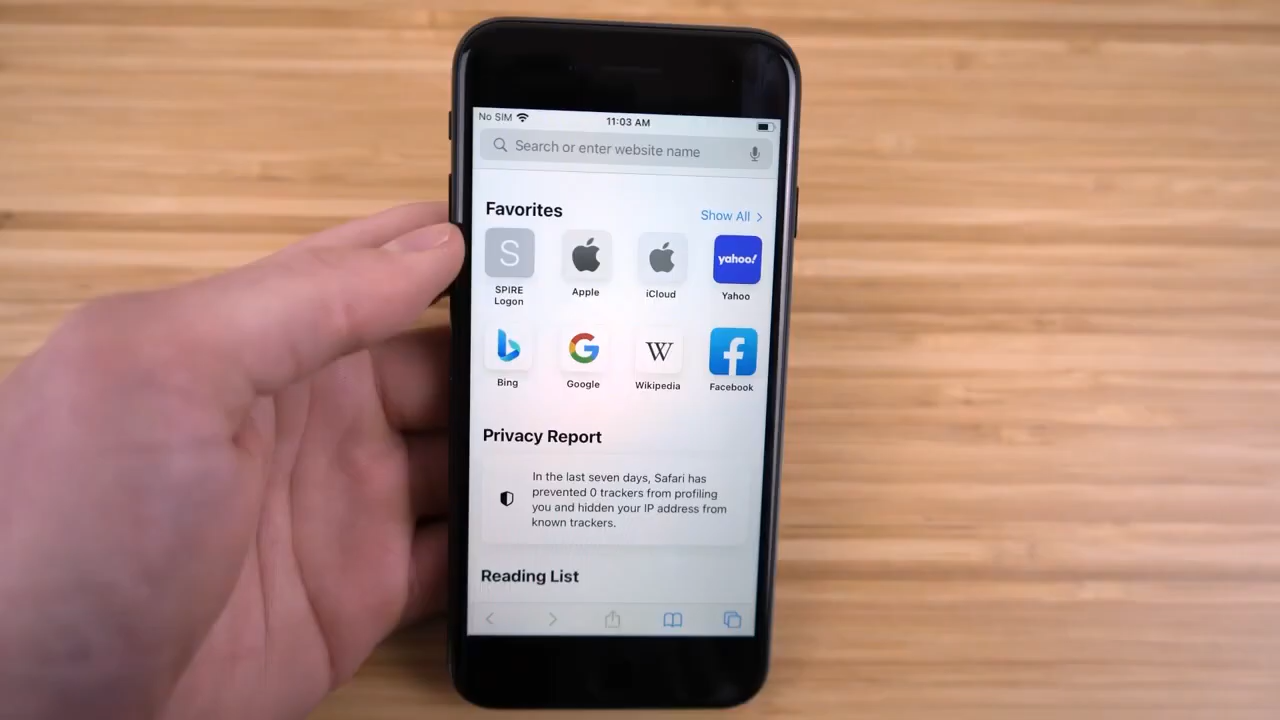 No SIM 11:03 AM
Search or enter website name
Favorites Show All >
S yahoo!
SPIRE Logon Apple iCloud Yahoo
W
Bing Google Wikipedia Facebook
Privacy Report
In the last seven days, Safari has
prevented 0 trackers from profiling
you and hidden your IP address from
known trackers.
Reading List